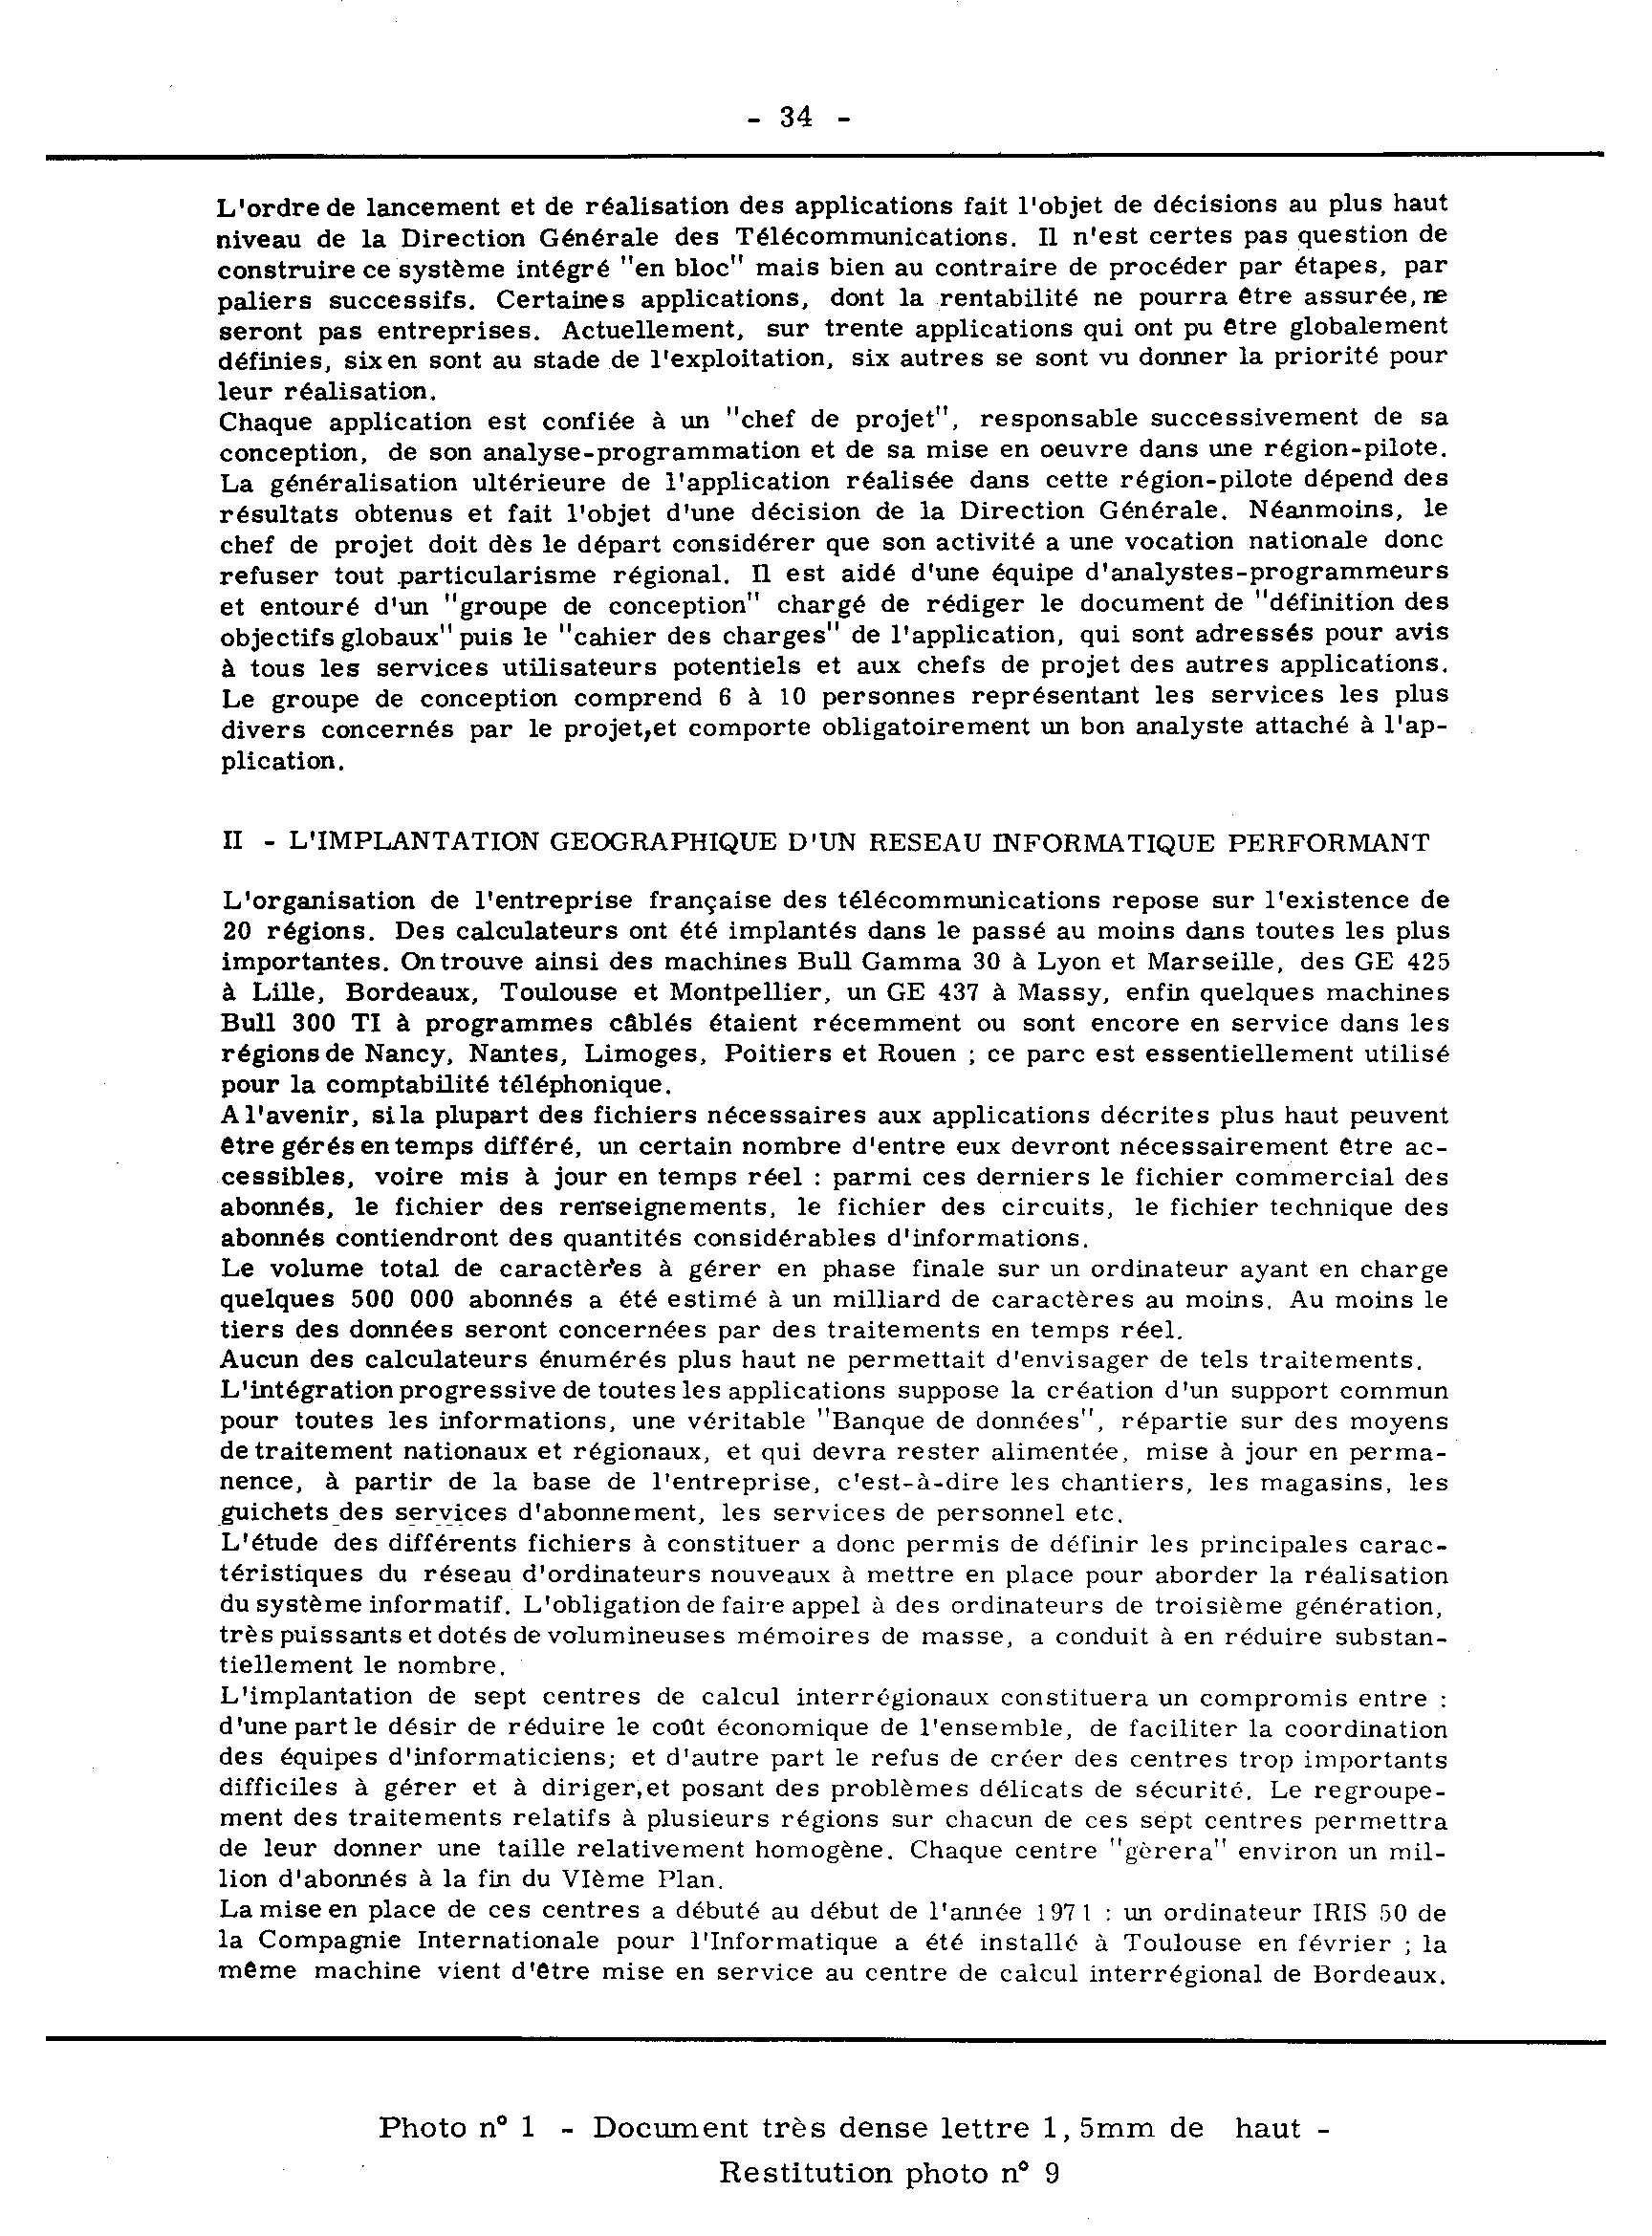 - 34 -
L'ordre de lancement et de réalisation des applications fait l'objet de décisions au plus haut
niveau de la Direction Générale des Télécommunications. Il n'est certes pas question de
construire ce système intégré "en bloc" mais bien au contraire de procéder par étapes, par
paliers successifs. Certaines applications, dont la rentabilité ne pourra être assurée, ne
seront pas entreprises. Actuellement, sur trente applications qui ont pu être globalement
définies, six en sont au stade de l'exploitation, six autres se sont vu donner la priorité pour
leur réalisation.
Chaque application est confiée à un "chef de projet", responsable successivement de sa
conception, de son analyse-programmation et de sa mise en oeuvre dans une région-pilote.
La généralisation ultérieure de l'application réalisée dans cette région-pilote dépend des
résultats obtenus et fait l'objet d'une décision de la Direction Générale. Néanmoins, le
chef de projet doit dès le départ considérer que son activité a une vocation nationale donc
refuser tout particularisme régional. Il est aidé d'une équipe d'analystes-programmeurs
et entouré d'un "groupe de conception" chargé de rédiger le document de "définition des
objectifs globaux" puis le "cahier des charges" de l'application, qui sont adressés pour avis
à tous les services utilisateurs potentiels et aux chefs de projet des autres applications.
Le groupe de conception comprend 6 à 10 personnes représentant les services les plus
divers concernés par le projet, et comporte obligatoirement un bon analyste attaché à l'ap-
plication.
II - L'IMPLANTATION GEOGRAPHIQUE D'UN RESEAU INFORMATIQUE PERFORMANT
L'organisation de l'entreprise française des télécommunications repose sur l'existence de
20 régions. Des calculateurs ont été implantés dans le passé au moins dans toutes les plus
importantes. On trouve ainsi des machines Bull Gamma 30 à Lyon et Marseille, des GE 425
à Lille, Bordeaux, Toulouse et Montpellier, un GE 437 à Massy, enfin quelques machines
Bull 300 TI à programmes câblés étaient récemment ou sont encore en service dans les
régions de Nancy, Nantes, Limoges, Poitiers et Rouen ; ce parc est essentiellement utilisé
pour la comptabilité téléphonique.
A l'avenir, si la plupart des fichiers nécessaires aux applications décrites plus haut peuvent
être gérés en temps différé, un certain nombre d'entre eux devront nécessairement être ac-
cessibles, voire mis à jour en temps réel : parmi ces derniers le fichier commercial des
abonnés, le fichier des renseignements, le fichier des circuits, le fichier technique des
abonnés contiendront des quantités considérables d'informations.
Le volume total de caractères à gérer en phase finale sur un ordinateur ayant en charge
quelques 500 000 abonnés a été estimé à un milliard de caractères au moins. Au moins le
tiers des données seront concernées par des traitements en temps réel.
Aucun des calculateurs énumérés plus haut ne permettait d'envisager de tels traitements.
L'intégration progressive de toutes les applications suppose la création d'un support commun
pour toutes les informations, une véritable "Banque de données", répartie sur des moyens
de traitement nationaux et régionaux, et qui devra rester alimentée, mise à jour en perma-
nence, à partir de la base de l'entreprise, c'est-à-dire les chantiers, les magasins, les
guichets des services d'abonnement, les services de personnel etc.
L'étude des différents fichiers à constituer a donc permis de définir les principales carac-
téristiques du réseau d'ordinateurs nouveaux à mettre en place pour aborder la réalisation
du système informatif. L'obligation de faire appel à des ordinateurs de troisième génération,
très puissants et dotés de volumineuses mémoires de masse, a conduit à en réduire substan-
tiellement le nombre.
L'implantation de sept centres de calcul interrégionaux constituera un compromis entre :
d'une part le désir de réduire le coût économique de l'ensemble, de faciliter la coordination
des équipes d'informaticiens; et d'autre part le refus de créer des centres trop importants
difficiles à gérer et à diriger, et posant des problèmes délicats de sécurité. Le regroupe-
ment des traitements relatifs à plusieurs régions sur chacun de ces sept centres permettra
de leur donner une taille relativement homogène. Chaque centre "gèrera" environ un mil-
lion d'abonnés à la fin du VIème Plan.
La mise en place de ces centres a débuté au début de l'année 1971 : un ordinateur IRIS 50 de
la Compagnie Internationale pour l'Informatique a été installé à Toulouse en février ; la
même machine vient d'être mise en service au centre de calcul interrégional de Bordeaux.
Photo n° 1 - Document très dense lettre 1,5mm de haut -
Restitution photo n° 9